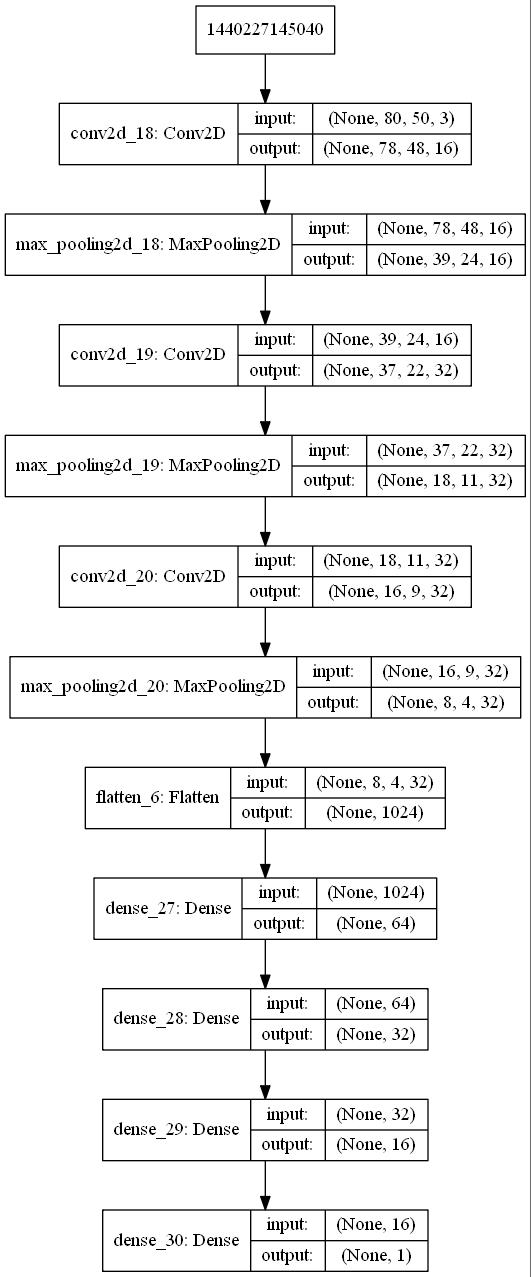 1440227145040
conv2d_18: Conv2D
input: (None, 80, 50, 3)
output: (None, 78, 48, 16)
max_pooling2d_18: MaxPooling2D
input: (None, 78, 48, 16)
output: (None, 39, 24, 16)
conv2d_19: Conv2D
input: (None, 39, 24, 16)
output: (None, 37, 22, 32)
max_pooling2d_19: MaxPooling2D
input: (None, 37, 22, 32)
output: (None, 18, 11, 32)
conv2d_20: Conv2D
input: (None, 18, 11, 32)
output: (None, 16, 9, 32)
max_pooling2d_20: MaxPooling2D
input: (None, 16, 9, 32)
output: (None, 8, 4, 32)
flatten_6: Flatten
input: (None, 8, 4, 32)
output: (None, 1024)
dense_27: Dense
input: (None, 1024)
output: (None, 64)
dense_28: Dense
input: (None, 64)
output: (None, 32)
dense_29: Dense
input: (None, 32)
output: (None, 16)
dense_30: Dense
input: (None, 16)
output: (None, 1)